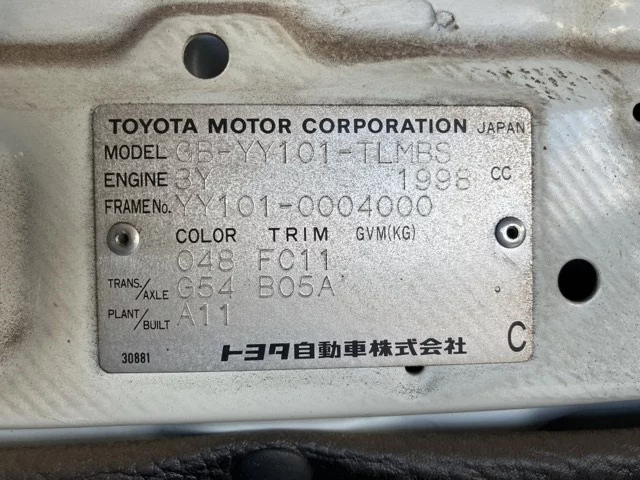 TOYOTA MOTOR CORPORATION JAPAN
MODEL GB-YY101-TLMBS
ENGINE 3Y 1998 CC
FRAME No. YY101-0004000
COLOR TRIM GVM(KG)
048 FC11
TRANS./AXLE G54 B05A
PLANT/BUILT A11
30881 トヨタ自動車株式会社 C